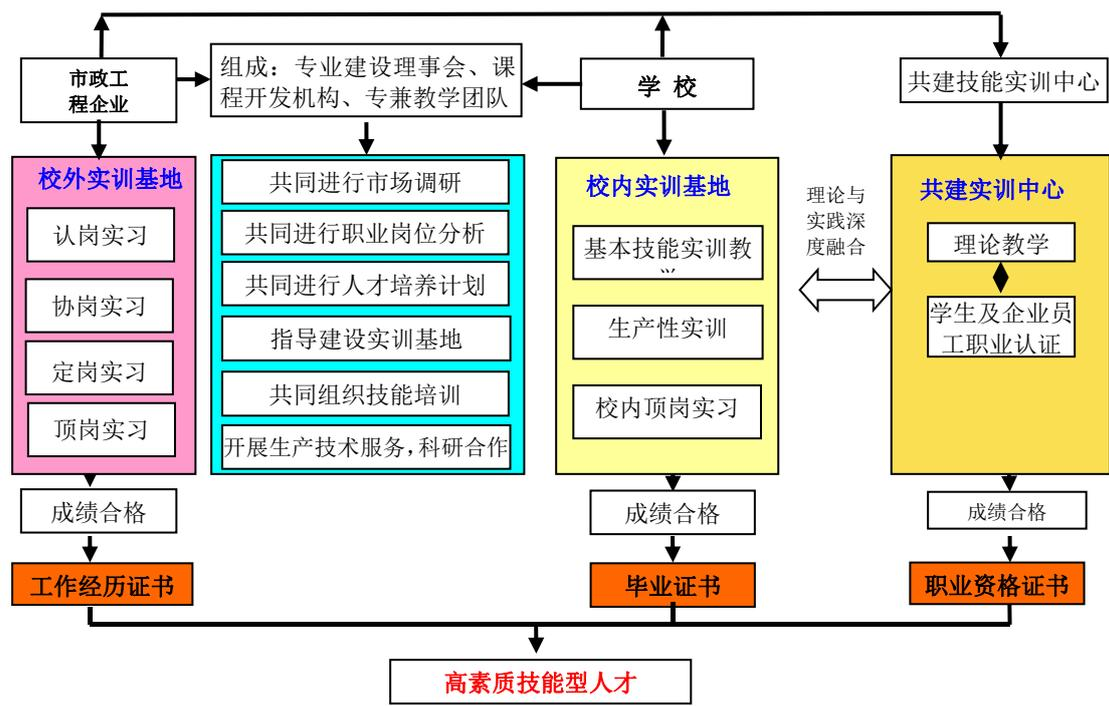 市政工
程企业
组成：专业建设理事会、课
程开发机构、专兼教学团队
学 校
共建技能实训中心
校外实训基地
认岗实习
协岗实习
定岗实习
顶岗实习
共同进行市场调研
共同进行职业岗位分析
共同进行人才培养计划
指导建设实训基地
共同组织技能培训
开展生产技术服务，科研合作
校内实训基地
基本技能实训教
生产性实训
校内顶岗实习
理论与
实践深
度融合
共建实训中心
理论教学
学生及企业员
工职业认证
成绩合格
成绩合格
成绩合格
工作经历证书
毕业证书
职业资格证书
高素质技能型人才